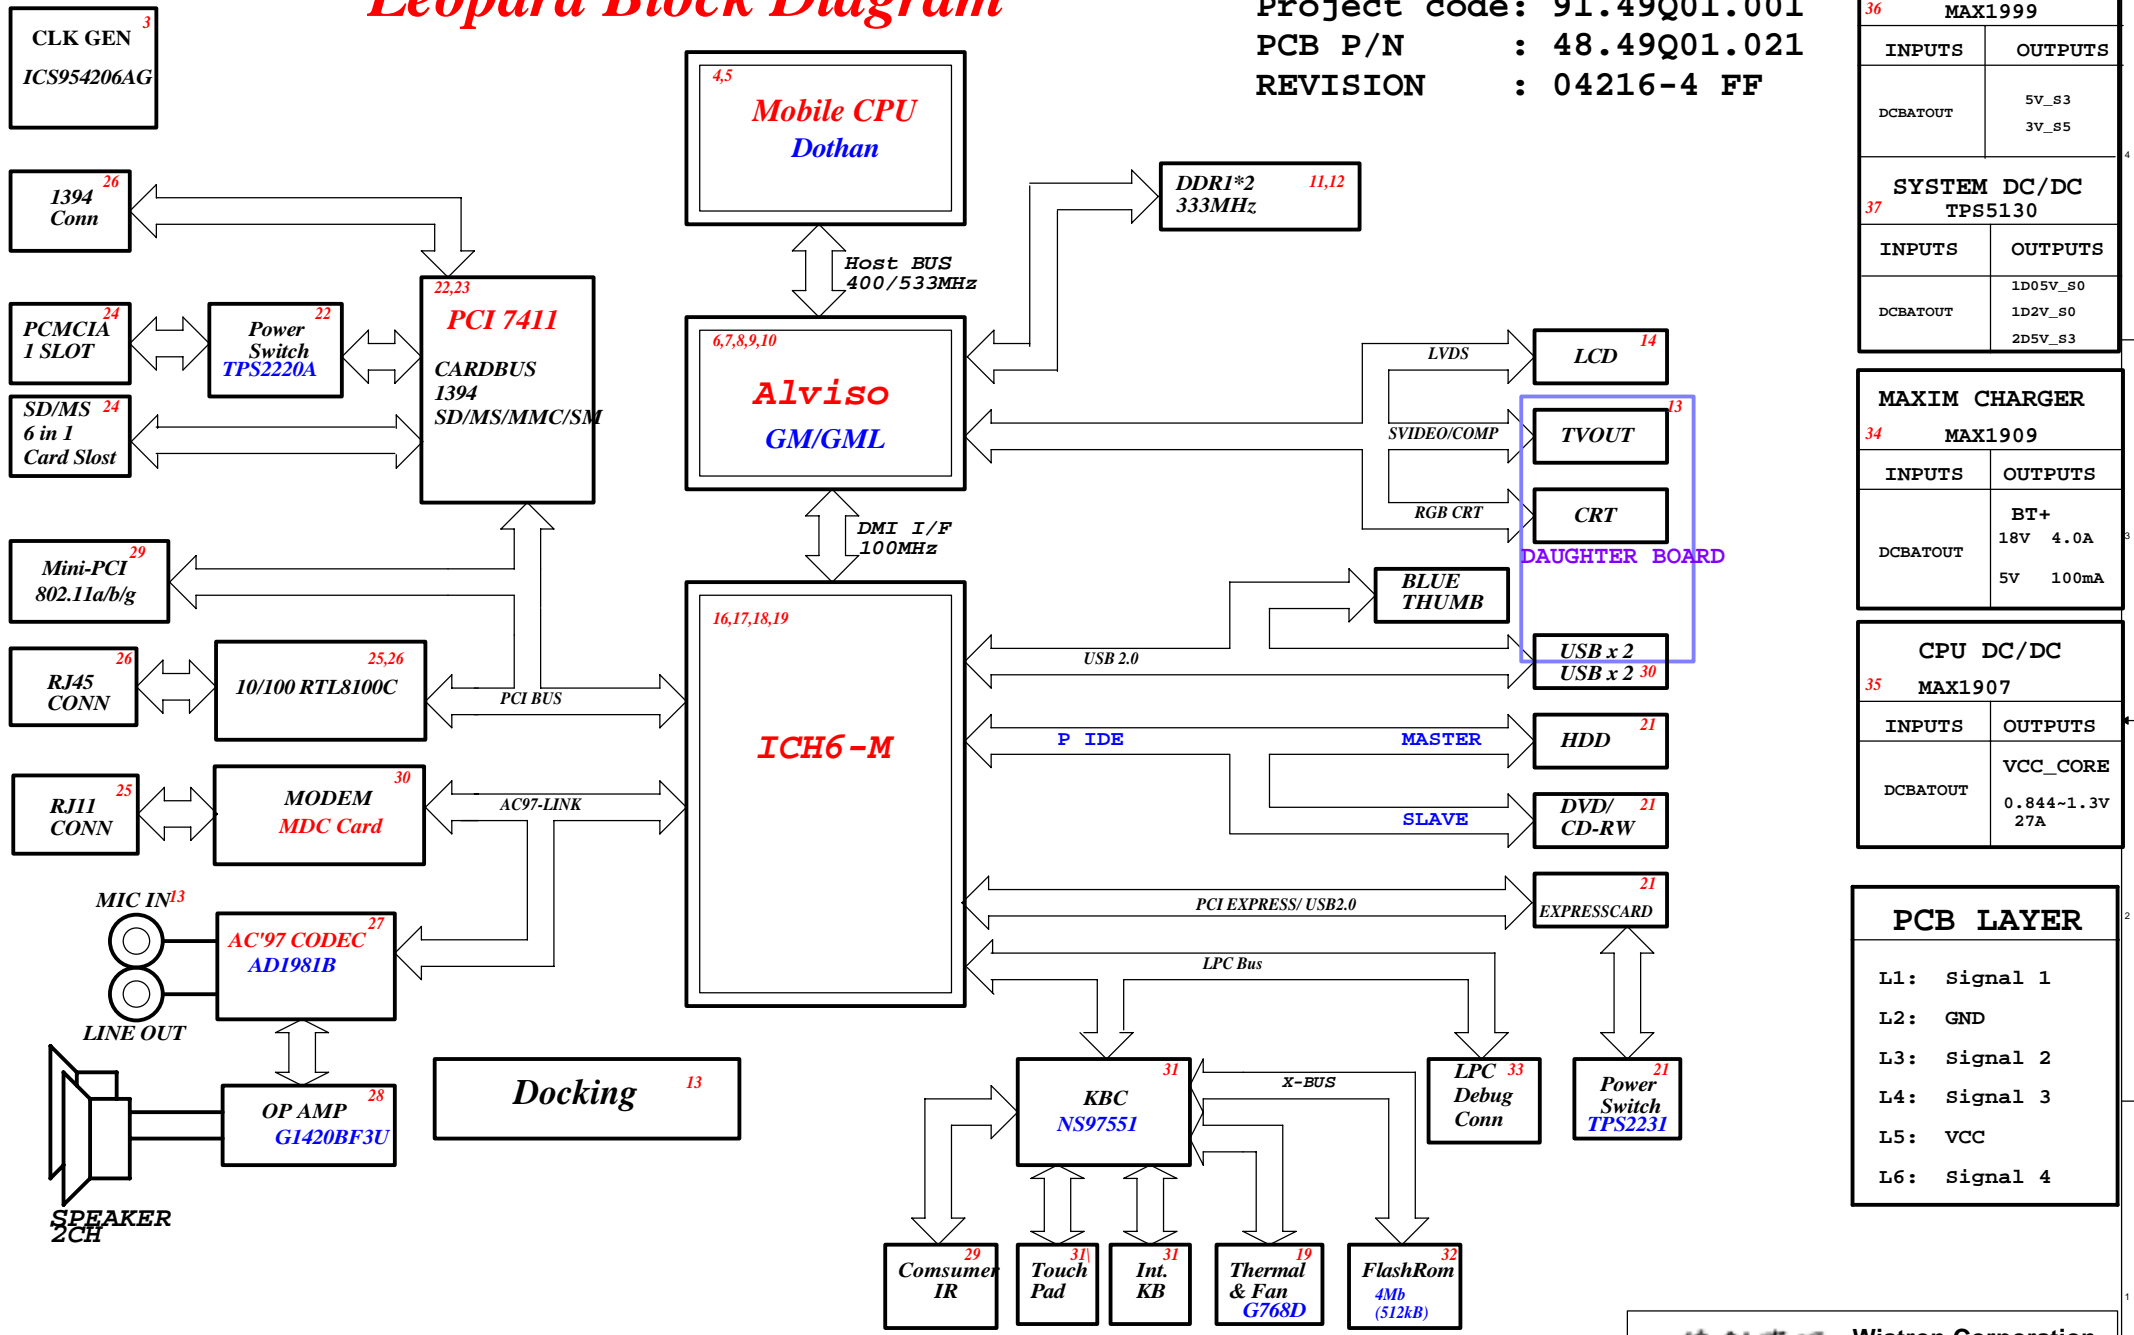 Leopard Block Diagram
Project code: 91.49Q01.001
PCB P/N : 48.49Q01.021
REVISION : 04216-4 FF
3
CLK GEN
ICS954206AG
4,5
Mobile CPU
Dothan
26
1394
Conn
DDR1*2 11,12
333MHz
Host BUS
400/533MHz
22,23
PCI 7411
CARDBUS
1394
SD/MS/MMC/SM
24
PCMCIA
1 SLOT
22
Power
Switch
TPS2220A
SD/MS 24
6 in 1
Card Slost
6,7,8,9,10
Alviso
GM/GML
LVDS
14
LCD
SVIDEO/COMP
13
TVOUT
RGB CRT
CRT
DAUGHTER BOARD
DMI I/F
100MHz
29
Mini-PCI
802.11a/b/g
BLUE
THUMB
16,17,18,19
ICH6-M
USB 2.0
USB x 2
USB x 2 30
26
RJ45
CONN
25,26
10/100 RTL8100C
PCI BUS
P IDE
MASTER
21
HDD
SLAVE
DVD/ 21
CD-RW
25
RJ11
CONN
30
MODEM
MDC Card
AC97-LINK
21
EXPRESSCARD
PCI EXPRESS/ USB2.0
MIC IN 13
27
AC'97 CODEC
AD1981B
LINE OUT
LPC Bus
28
OP AMP
G1420BF3U
SPEAKER
2CH
Docking 13
31
KBC
NS97551
X-BUS
LPC 33
Debug
Conn
21
Power
Switch
TPS2231
29
Comsumer
IR
31\
Touch
Pad
31
Int.
KB
19
Thermal
& Fan
G768D
32
FlashRom
4Mb
(512kB)
36 MAX1999
INPUTS OUTPUTS
DCBATOUT
5V_S3
3V_S5
SYSTEM DC/DC
37 TPS5130
INPUTS OUTPUTS
DCBATOUT
1D05V_S0
1D2V_S0
2D5V_S3
MAXIM CHARGER
34 MAX1909
INPUTS OUTPUTS
DCBATOUT
BT+
18V 4.0A
5V 100mA
CPU DC/DC
35 MAX1907
INPUTS OUTPUTS
DCBATOUT
VCC_CORE
0.844~1.3V
27A
PCB LAYER
L1: Signal 1
L2: GND
L3: Signal 2
L4: Signal 3
L5: VCC
L6: Signal 4
4
3
2
1
Wistron Corporation